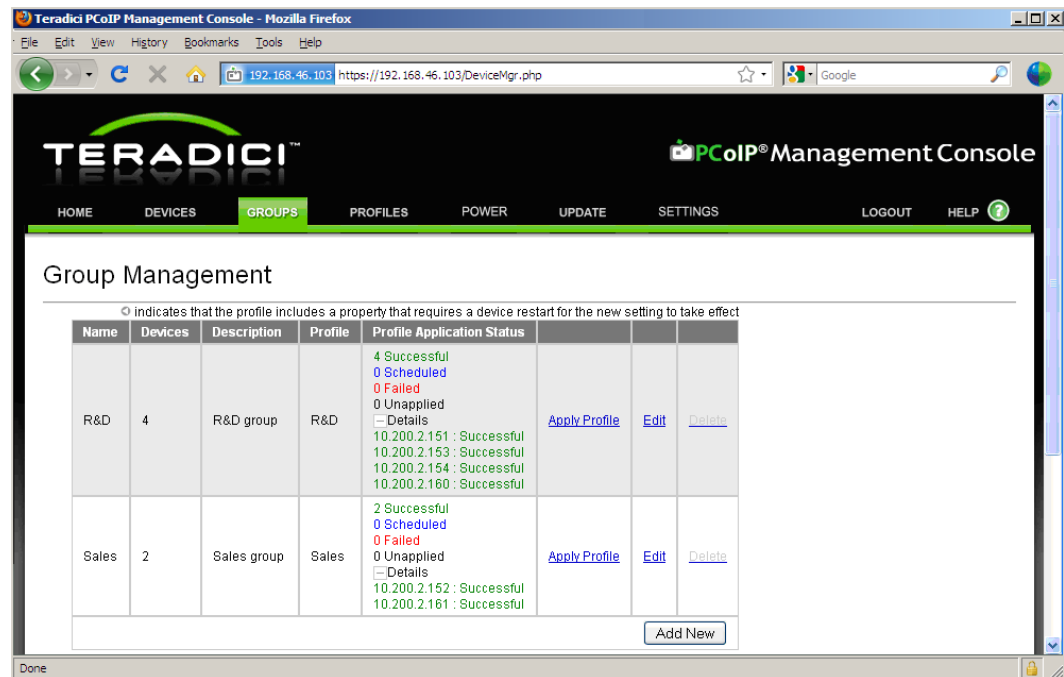 Teradici PCoIP Management Console - Mozilla Firefox
File Edit View History Bookmarks Tools Help
192.168.46.103 https://192.168.46.103/DeviceMgr.php Google
TERADICI™
PCoIP® Management Console
HOME DEVICES GROUPS PROFILES POWER UPDATE SETTINGS LOGOUT HELP ?
Group Management
indicates that the profile includes a property that requires a device restart for the new setting to take effect
Name Devices Description Profile Profile Application Status
4 Successful
0 Scheduled
0 Failed
0 Unapplied
R&D 4 R&D group R&D Details Apply Profile Edit Delete
10.200.2.151 : Successful
10.200.2.153 : Successful
10.200.2.154 : Successful
10.200.2.160 : Successful
2 Successful
0 Scheduled
0 Failed
Sales 2 Sales group Sales 0 Unapplied Apply Profile Edit Delete
Details
10.200.2.152 : Successful
10.200.2.161 : Successful
Add New
Done